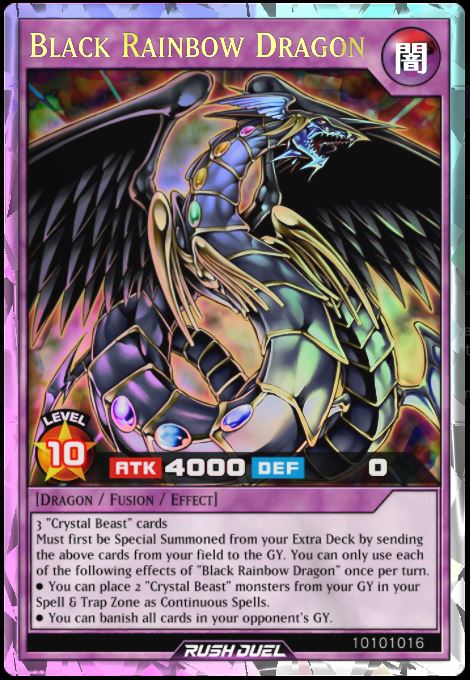 BLACK RAINBOW DRAGON
闇
LEVEL
10
ATK 4000 DEF 0
[DRAGON / FUSION / EFFECT]
3 "Crystal Beast" cards
Must first be Special Summoned from your Extra Deck by sending
the above cards from your field to the GY. You can only use each
of the following effects of "Black Rainbow Dragon" once per turn.
● You can place 2 "Crystal Beast" monsters from your GY in your
Spell & Trap Zone as Continuous Spells.
● You can banish all cards in your opponent's GY.
10101016
RUSH DUEL